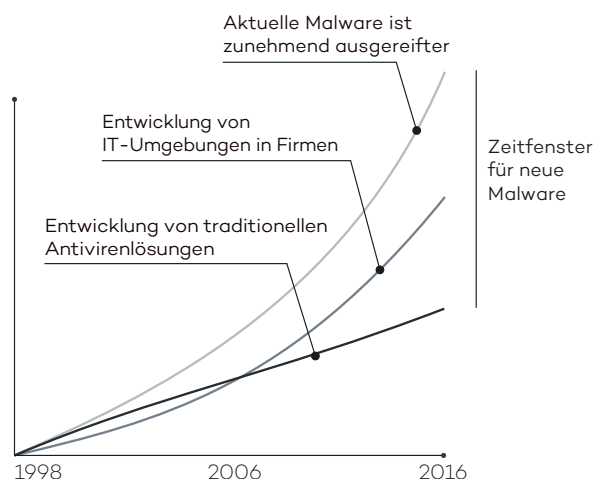 Aktuelle Malware ist
zunehmend ausgereifter
Entwicklung von
IT-Umgebungen in Firmen
Zeitfenster
für neue
Malware
Entwicklung von traditionellen
Antivirenlösungen
1998
2006
2016